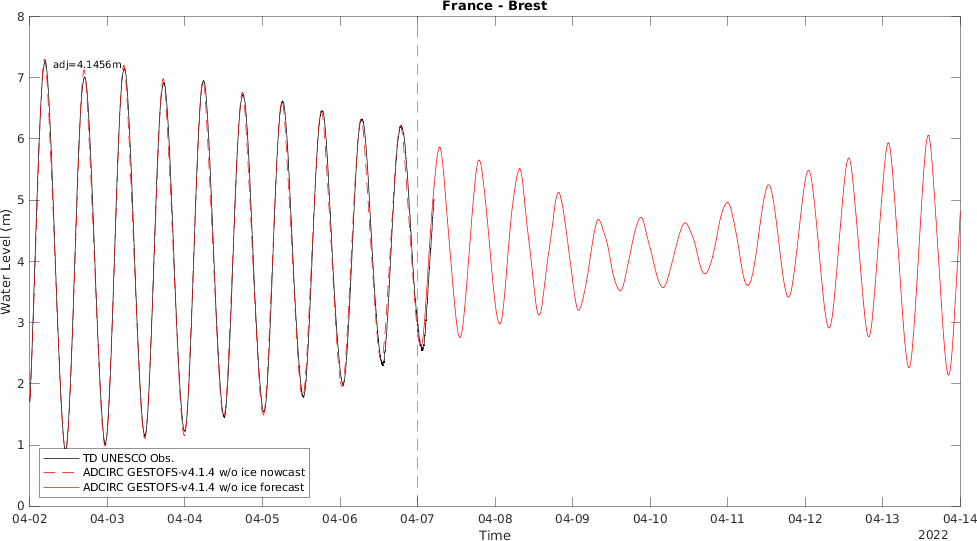 France - Brest
8
7
6
5
4
3
2
1
0
Water Level (m)
adj=4.1456m
TD UNESCO Obs.
ADCIRC GESTOFS-v4.1.4 w/o ice nowcast
ADCIRC GESTOFS-v4.1.4 w/o ice forecast
04-02 04-03 04-04 04-05 04-06 04-07 04-08 04-09 04-10 04-11 04-12 04-13 04-14
Time
2022